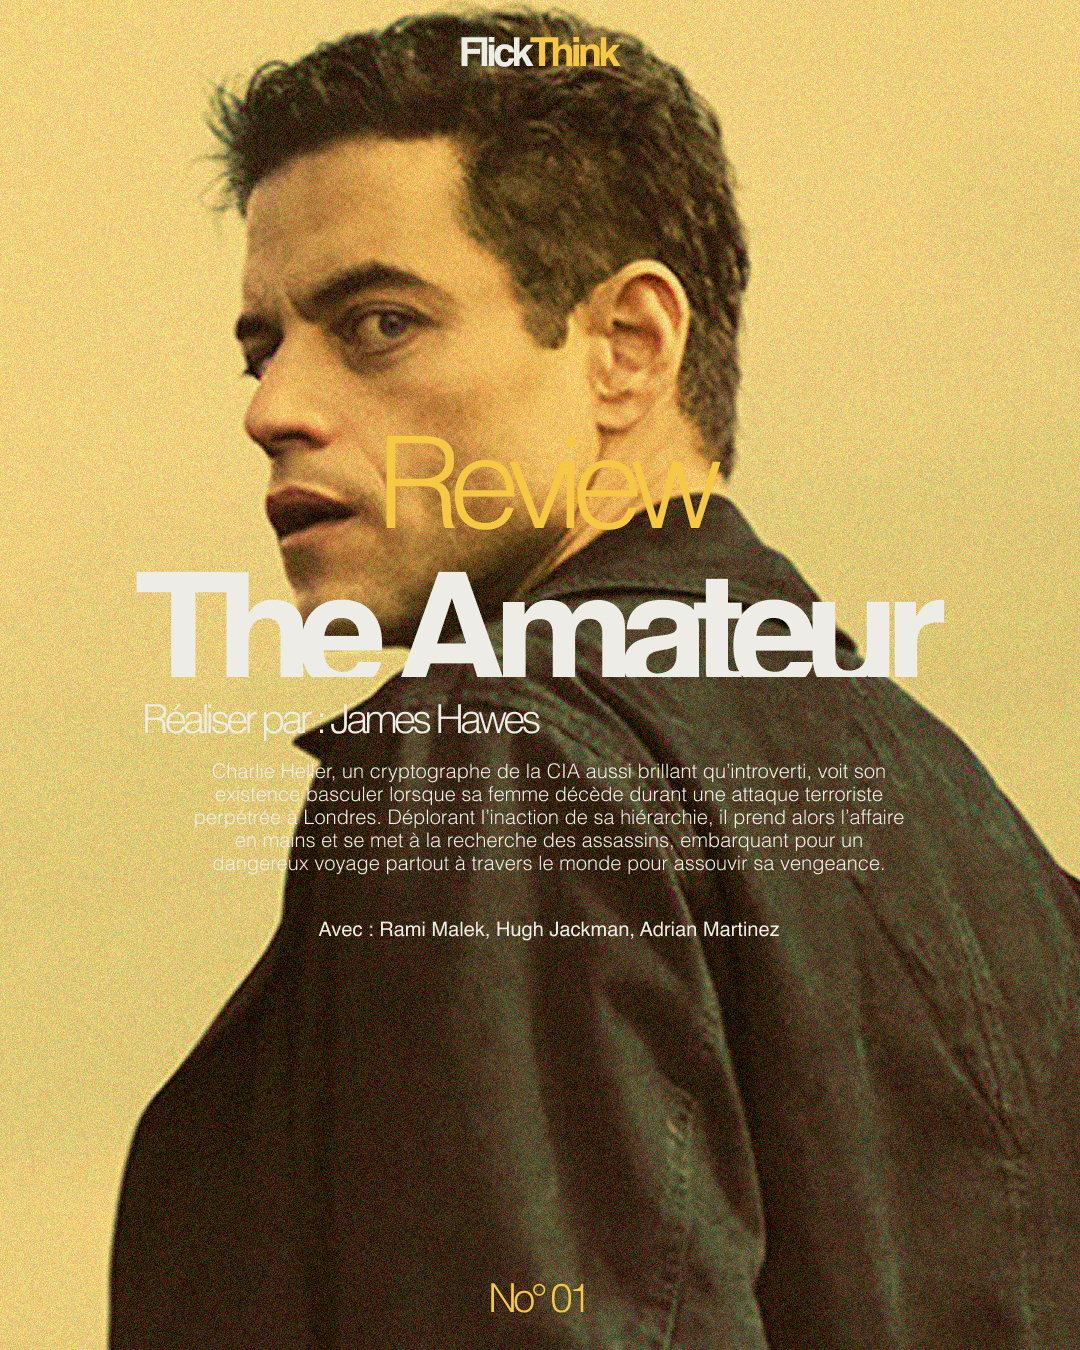 FlickThink
Review
The Amateur
Réaliser par : James Hawes
Charlie Heller, un cryptographe de la CIA aussi brillant qu'introverti, voit son
existence basculer lorsque sa femme décède durant une attaque terroriste
perpétrée à Londres. Déplorant l'inaction de sa hiérarchie, il prend alors l'affaire
en mains et se met à la recherche des assassins, embarquant pour un
dangereux voyage partout à travers le monde pour assouvir sa vengeance.
Avec : Rami Malek, Hugh Jackman, Adrian Martinez
No° 01